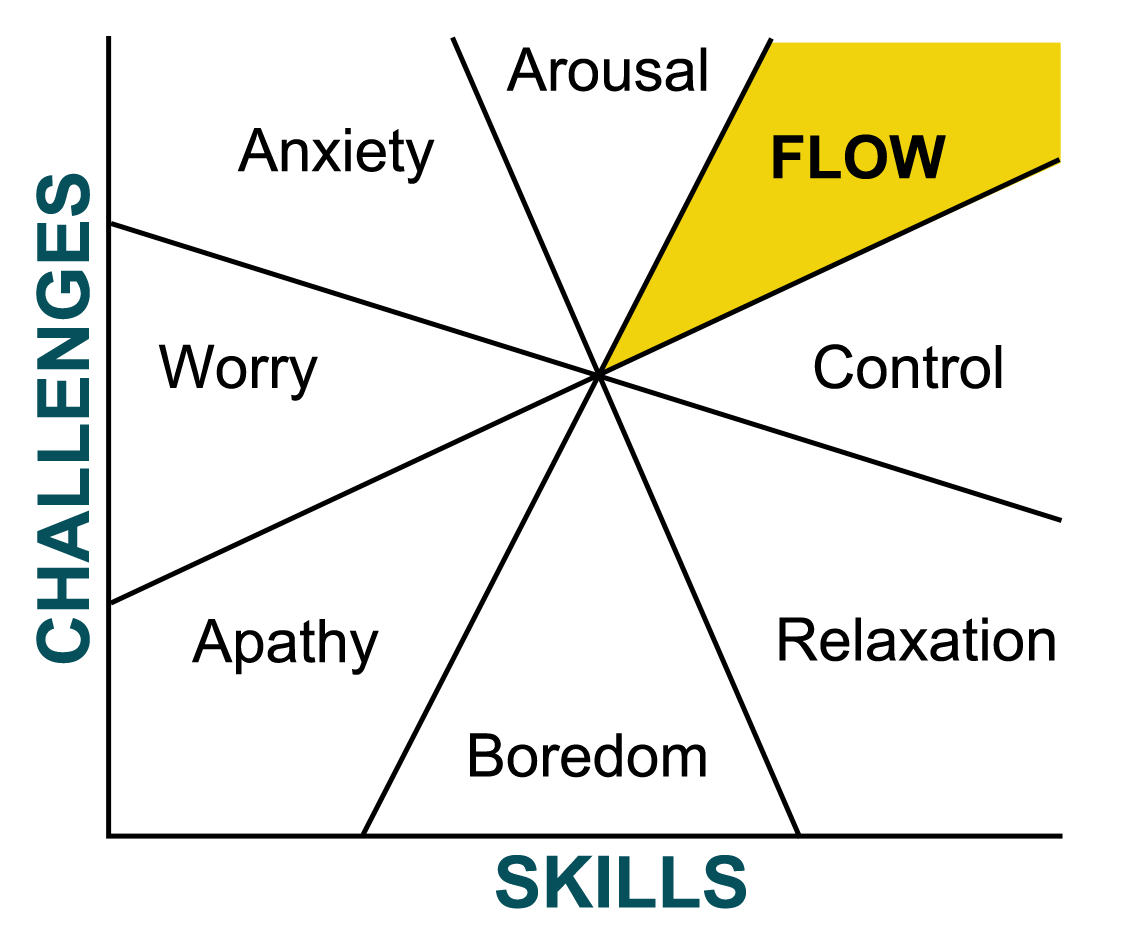 Arousal
Anxiety
FLOW
CHALLENGES
Worry
Control
Apathy
Relaxation
Boredom
SKILLS